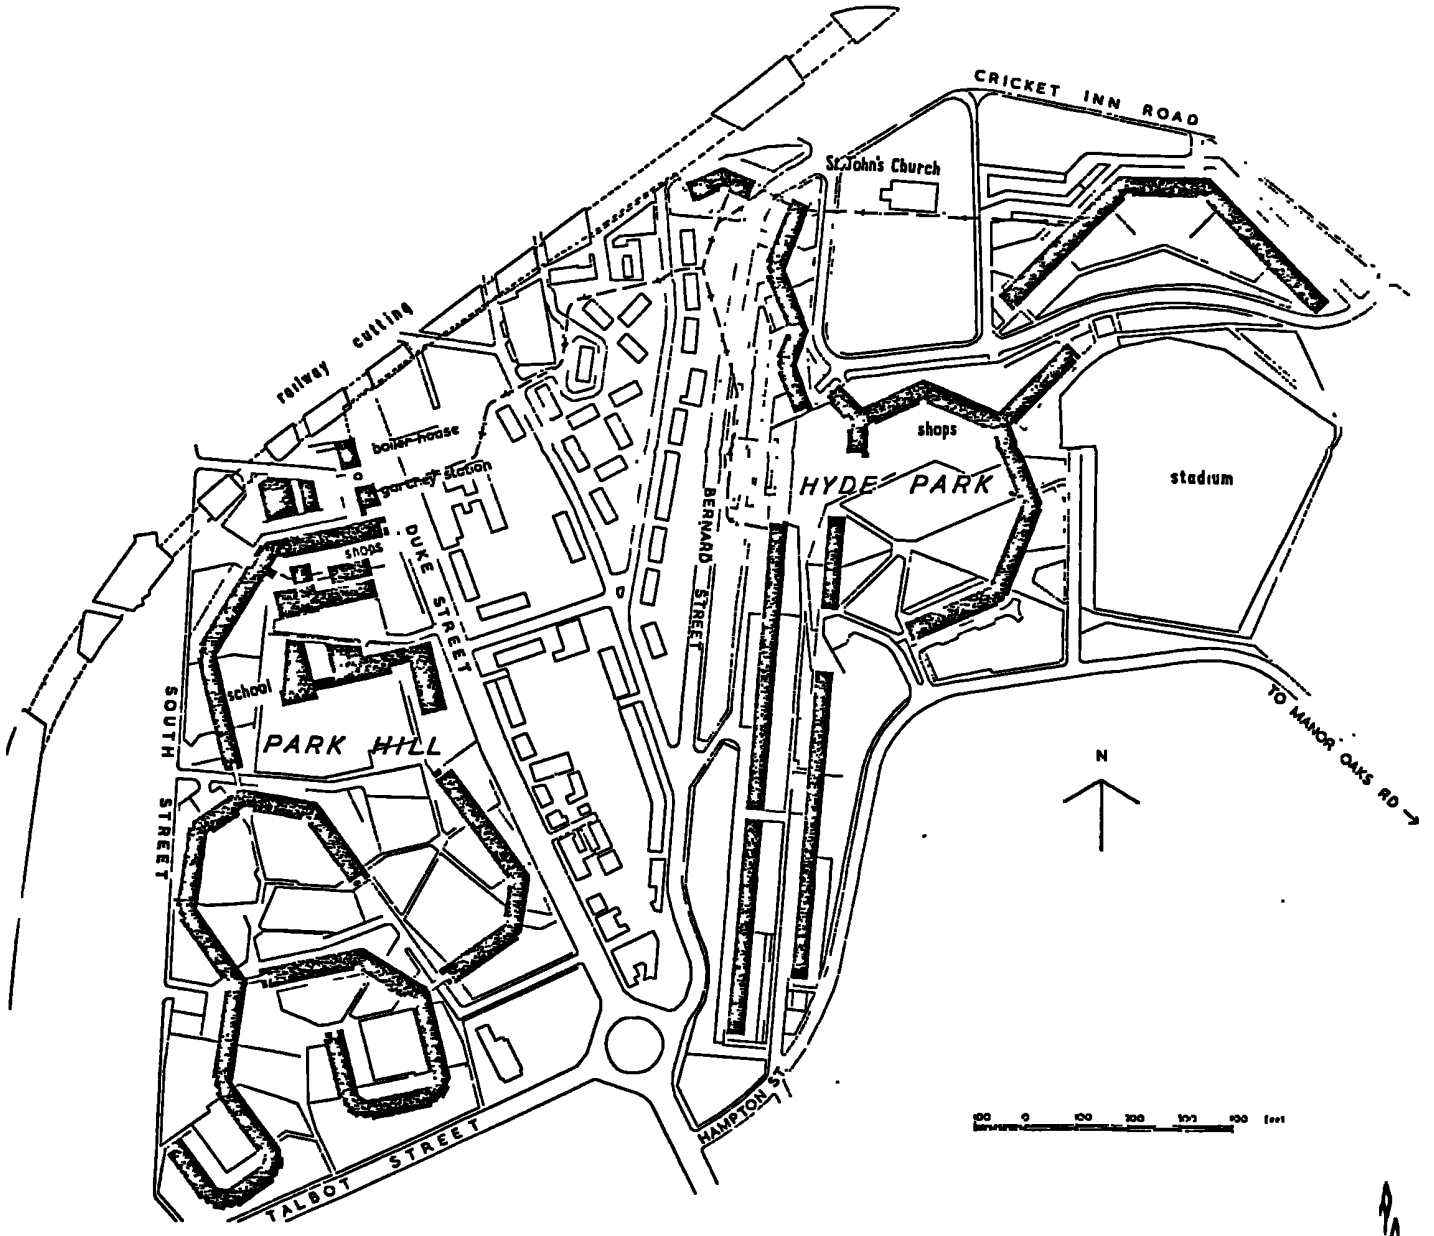 CRICKET INN ROAD
St. John's Church
railway cutting
boiler house
garchey station
shops
DUKE STREET
BERNARD STREET
shops
HYDE PARK
stadium
school
SOUTH STREET
PARK HILL
TO MANOR OAKS RD
N
HAMPTON ST.
TALBOT STREET
100 0 100 200 300 400 feet